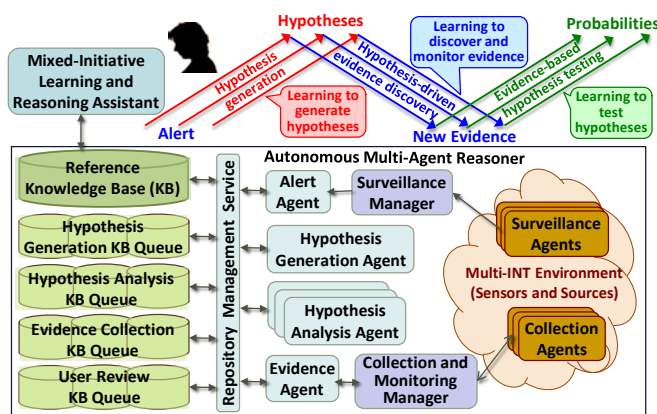 Hypotheses
Probabilities
Mixed-Initiative
Learning and
Reasoning Assistant
Hypothesis
generation
Learning to
generate
hypotheses
Alert
Hypothesis-driven
evidence discovery
Learning to
discover and
monitor evidence
New Evidence
Evidence-based
hypothesis testing
Learning
to test
hypotheses
Autonomous Multi-Agent Reasoner
Reference
Knowledge Base (KB)
Hypothesis
Generation KB Queue
Hypothesis Analysis
KB Queue
Evidence Collection
KB Queue
User Review
KB Queue
Repository Management Service
Alert
Agent
Surveillance
Manager
Hypothesis
Generation Agent
Hypothesis
Analysis Agent
Evidence
Agent
Collection and
Monitoring
Manager
Surveillance
Agents
Multi-INT Environment
(Sensors and Sources)
Collection
Agents